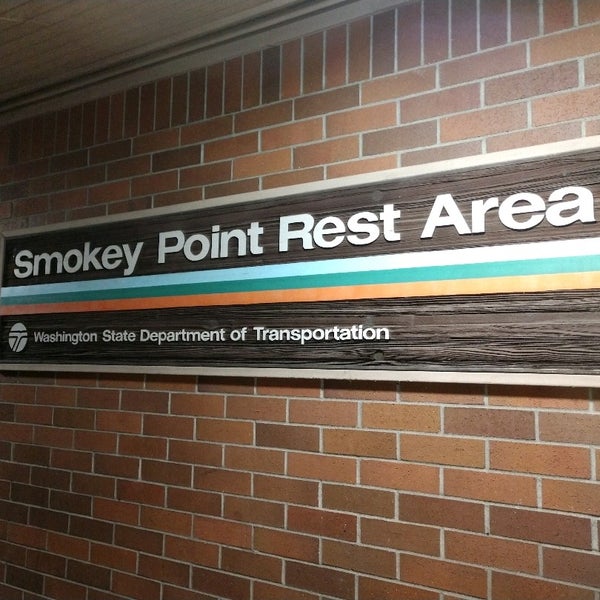 Smokey Point Rest Area
Washington State Department of Transportation